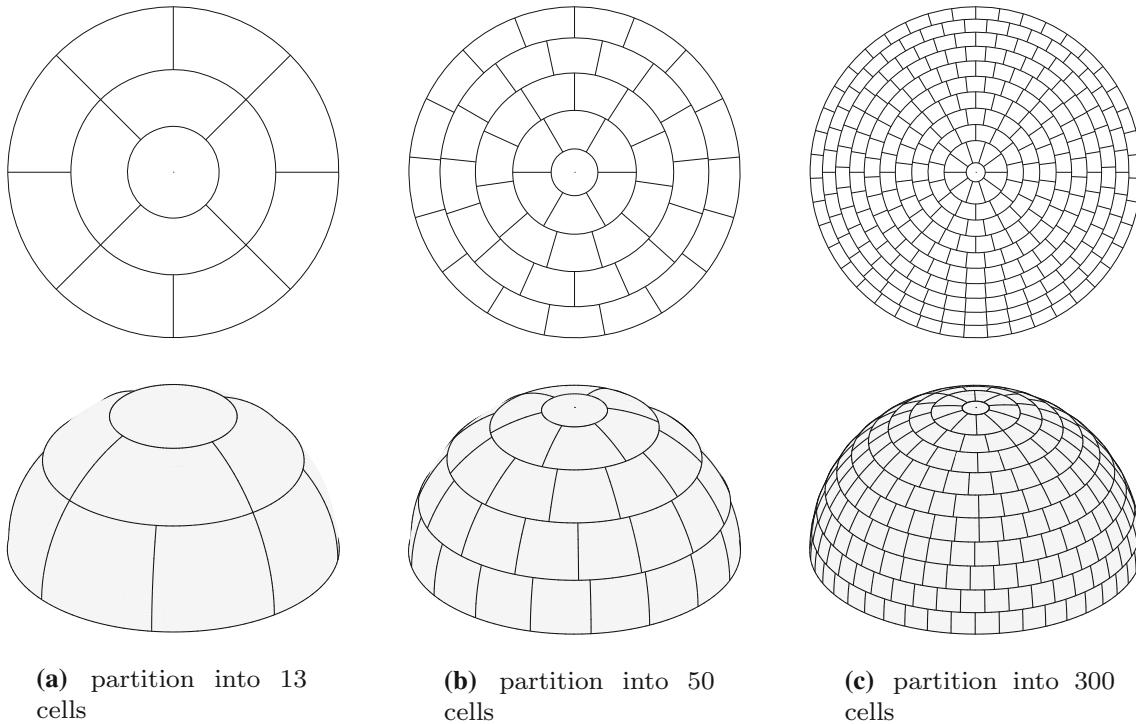 (a) partition into 13
cells
(b) partition into 50
cells
(c) partition into 300
cells